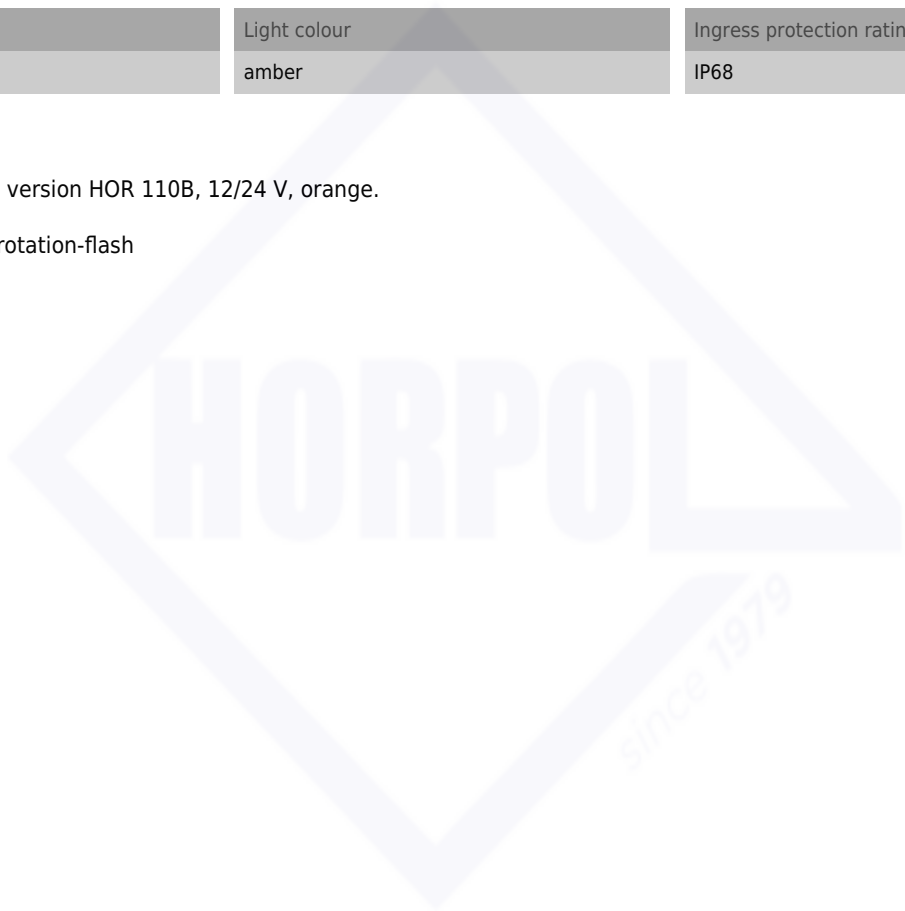 Light colour
Ingress protection ratin
amber
IP68
version HOR 110B, 12/24 V, orange.
rotation-flash
HORPOL
since 1979